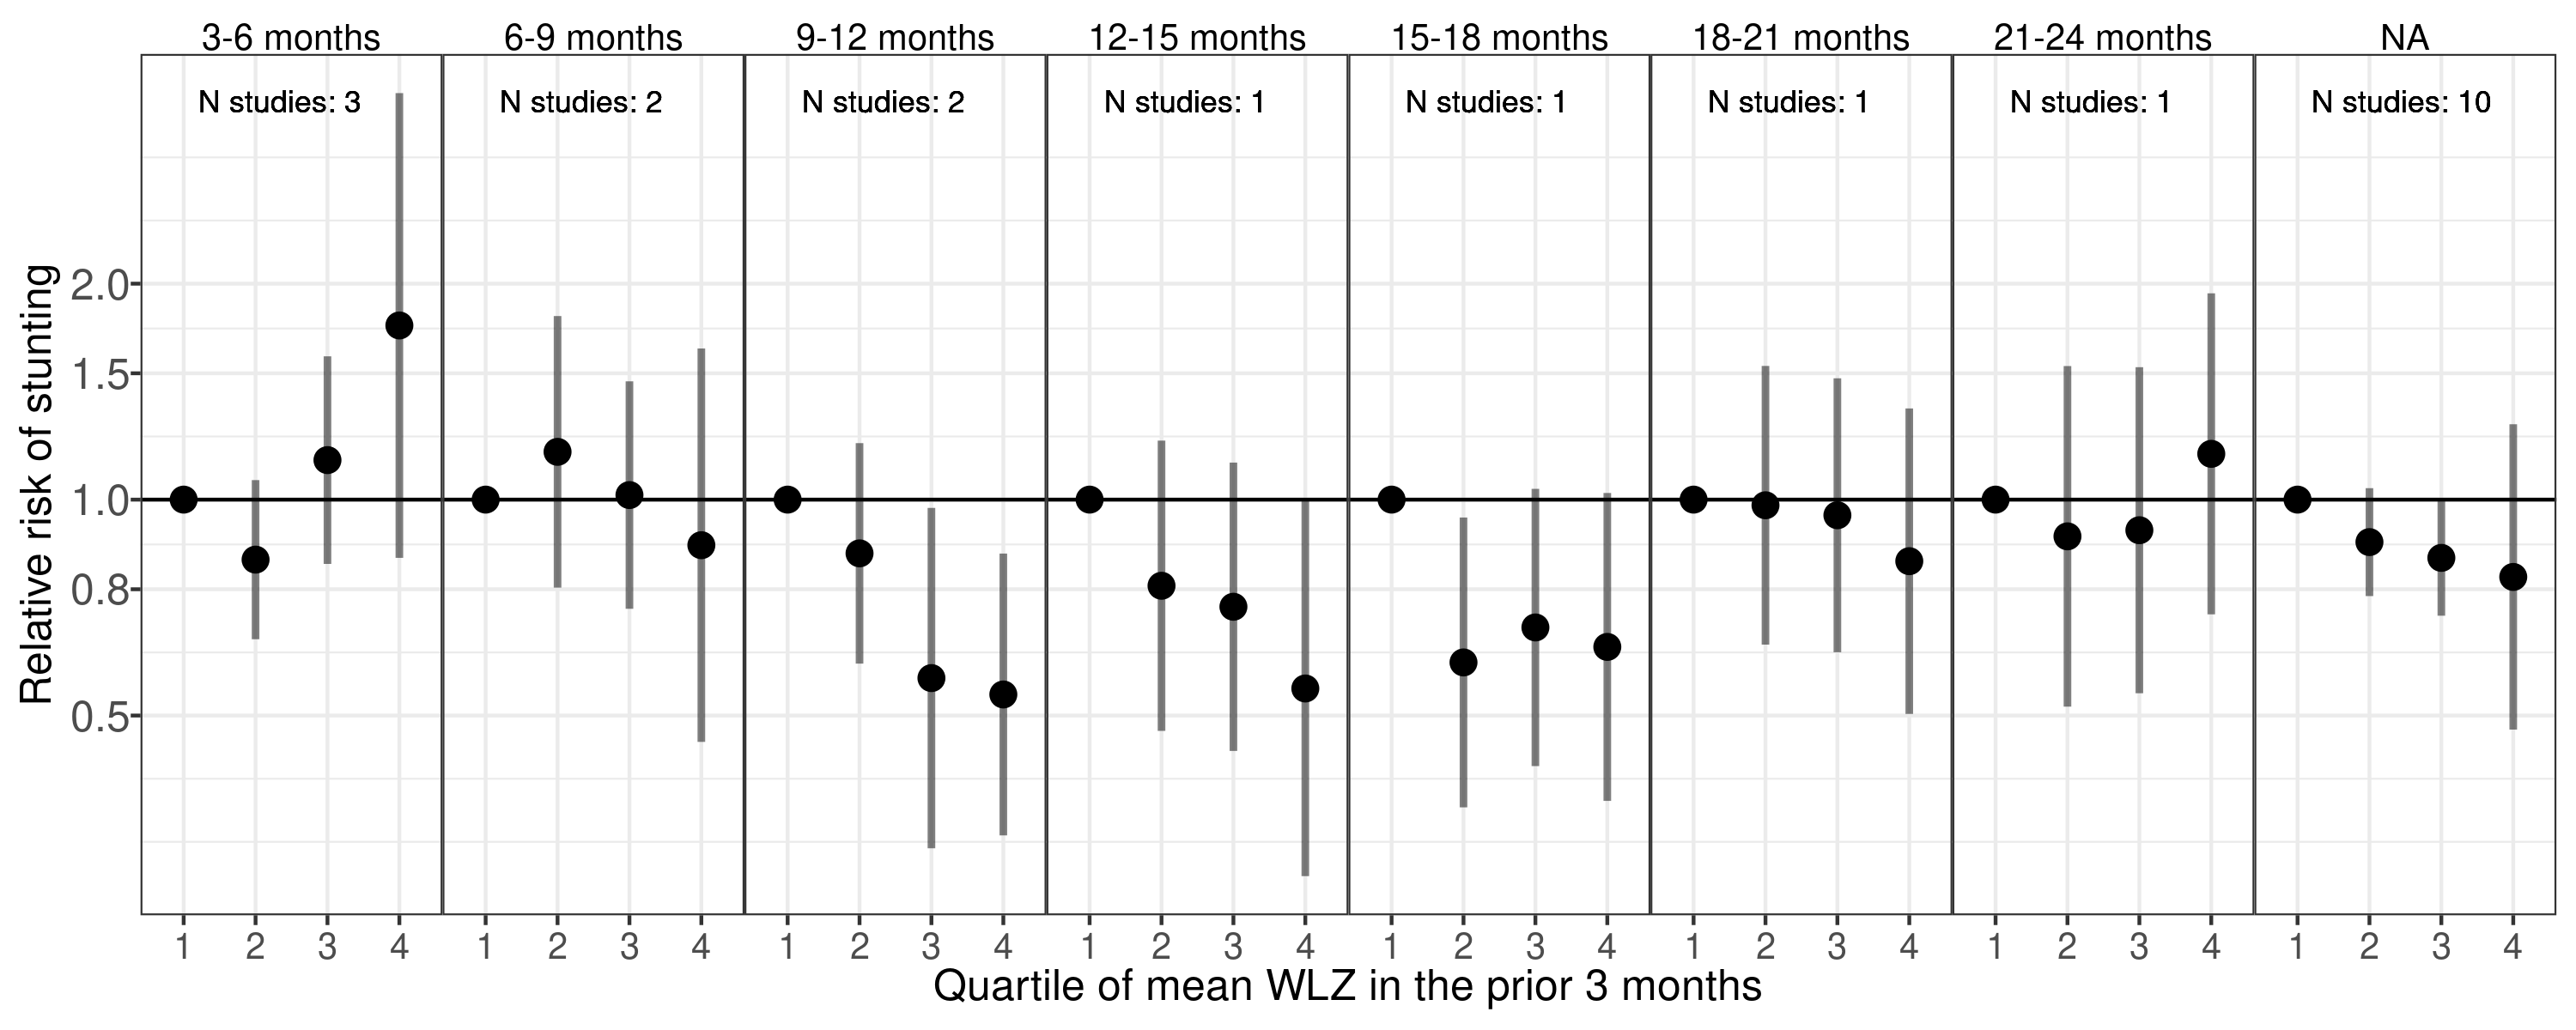 3-6 months 6-9 months 9-12 months 12-15 months 15-18 months 18-21 months 21-24 months NA
N studies: 3 N studies: 2 N studies: 2 N studies: 1 N studies: 1 N studies: 1 N studies: 1 N studies: 10
Relative risk of stunting
2.0
1.5
1.0
0.8
0.5
1 2 3 4 1 2 3 4 1 2 3 4 1 2 3 4 1 2 3 4 1 2 3 4 1 2 3 4 1 2 3 4
Quartile of mean WLZ in the prior 3 months